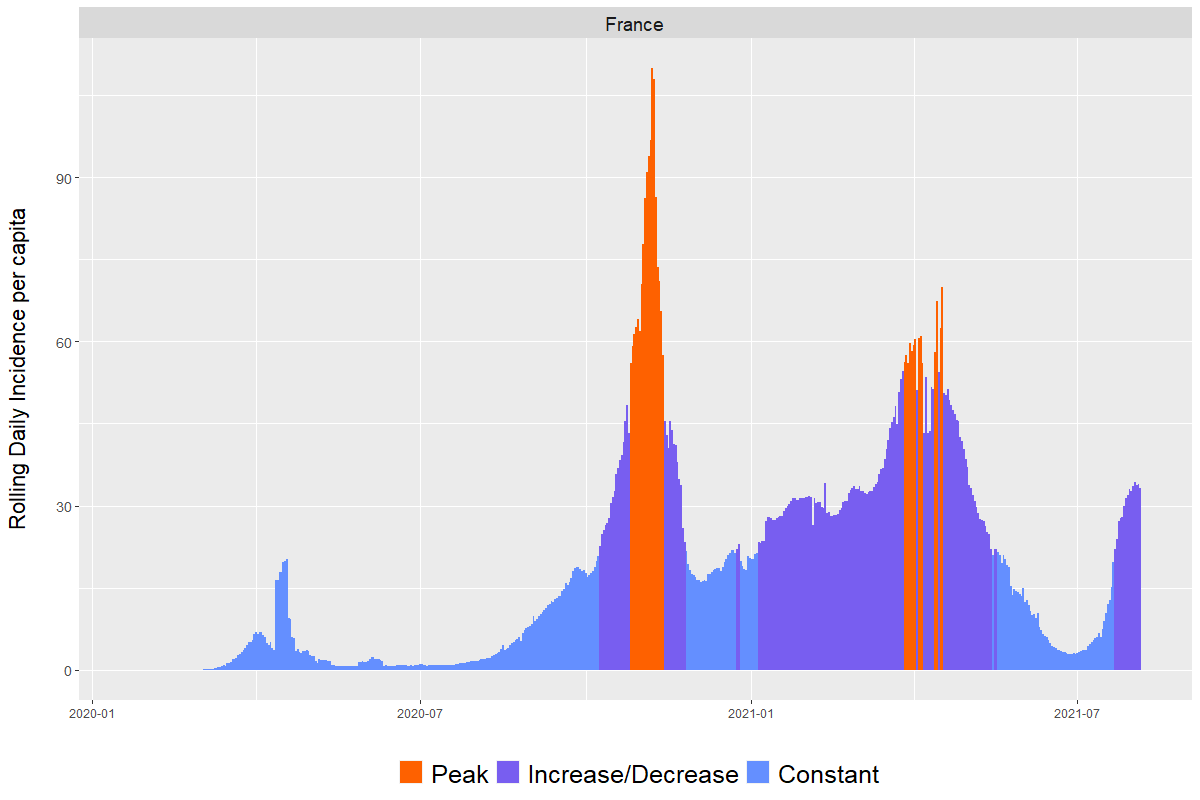 France
Rolling Daily Incidence per capita
90
60
30
0
2020-01 2020-07 2021-01 2021-07
Peak Increase/Decrease Constant